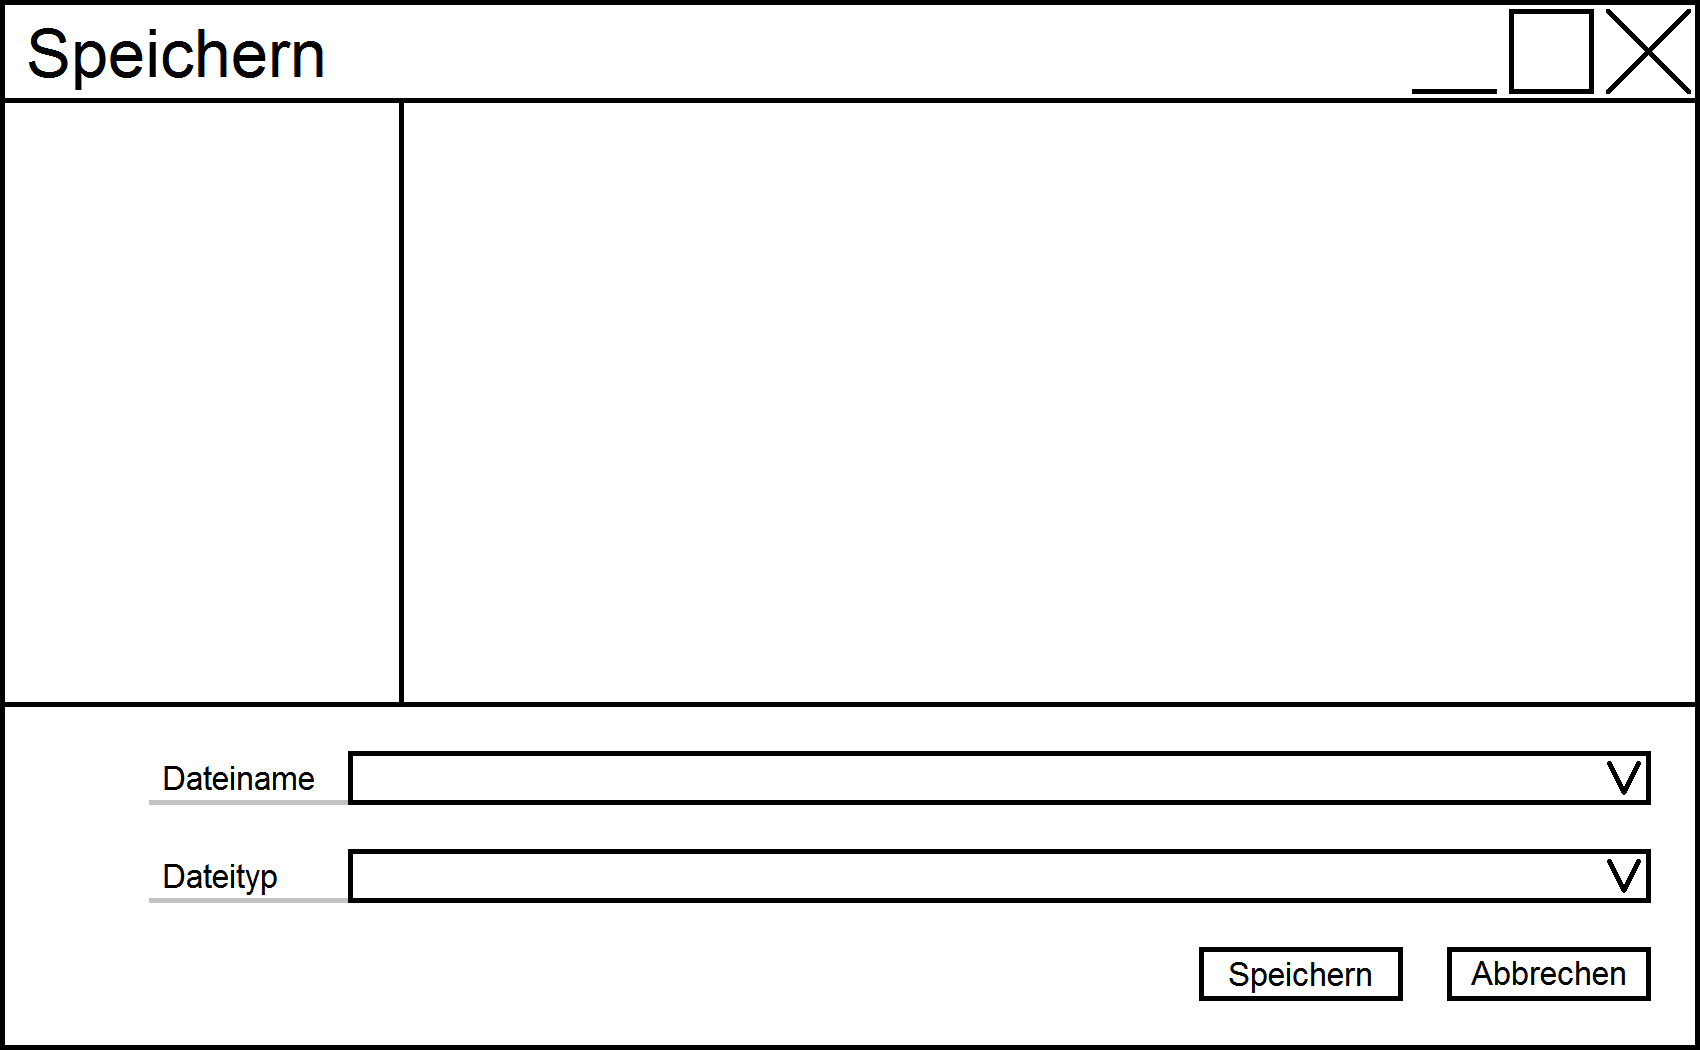 Speichern
Dateiname
Dateityp
Speichern
Abbrechen